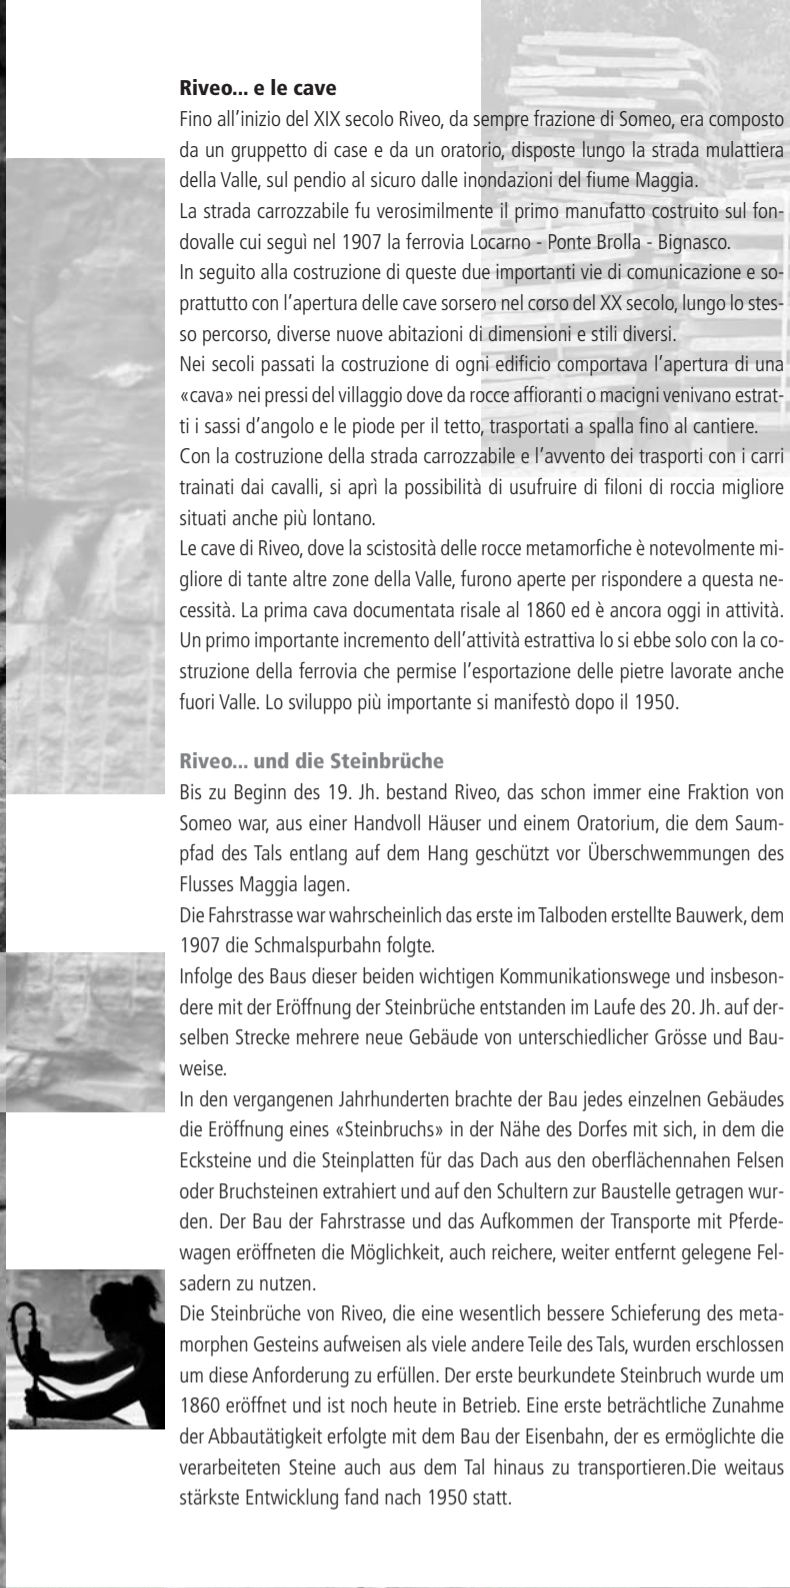 Riveo... e le cave
Fino all’inizio del XIX secolo Riveo, da sempre frazione di Someo, era composto
da un gruppetto di case e da un oratorio, disposte lungo la strada mulattiera
della Valle, sul pendio al sicuro dalle inondazioni del fiume Maggia.
La strada carrozzabile fu verosimilmente il primo manufatto costruito sul fon-
dovalle cui seguì nel 1907 la ferrovia Locarno - Ponte Brolla - Bignasco.
In seguito alla costruzione di queste due importanti vie di comunicazione e so-
prattutto con l’apertura delle cave sorsero nel corso del XX secolo, lungo lo stes-
so percorso, diverse nuove abitazioni di dimensioni e stili diversi.
Nei secoli passati la costruzione di ogni edificio comportava l’apertura di una
«cava» nei pressi del villaggio dove da rocce affioranti o macigni venivano estrat-
ti i sassi d’angolo e le piode per il tetto, trasportati a spalla fino al cantiere.
Con la costruzione della strada carrozzabile e l’avvento dei trasporti con i carri
trainati dai cavalli, si aprì la possibilità di usufruire di filoni di roccia migliore
situati anche più lontano.
Le cave di Riveo, dove la scistosità delle rocce metamorfiche è notevolmente mi-
gliore di tante altre zone della Valle, furono aperte per rispondere a questa ne-
cessità. La prima cava documentata risale al 1860 ed è ancora oggi in attività.
Un primo importante incremento dell’attività estrattiva lo si ebbe solo con la co-
struzione della ferrovia che permise l’esportazione delle pietre lavorate anche
fuori Valle. Lo sviluppo più importante si manifestò dopo il 1950.
Riveo... und die Steinbrüche
Bis zu Beginn des 19. Jh. bestand Riveo, das schon immer eine Fraktion von
Someo war, aus einer Handvoll Häuser und einem Oratorium, die dem Saum-
pfad des Tals entlang auf dem Hang geschützt vor Überschwemmungen des
Flusses Maggia lagen.
Die Fahrstrasse war wahrscheinlich das erste im Talboden erstellte Bauwerk, dem
1907 die Schmalspurbahn folgte.
Infolge des Baus dieser beiden wichtigen Kommunikationswege und insbeson-
dere mit der Eröffnung der Steinbrüche entstanden im Laufe des 20. Jh. auf der-
selben Strecke mehrere neue Gebäude von unterschiedlicher Grösse und Bau-
weise.
In den vergangenen Jahrhunderten brachte der Bau jedes einzelnen Gebäudes
die Eröffnung eines «Steinbruchs» in der Nähe des Dorfes mit sich, in dem die
Ecksteine und die Steinplatten für das Dach aus den oberflächennahen Felsen
oder Bruchsteinen extrahiert und auf den Schultern zur Baustelle getragen wur-
den. Der Bau der Fahrstrasse und das Aufkommen der Transporte mit Pferde-
wagen eröffneten die Möglichkeit, auch reichere, weiter entfernt gelegene Fel-
sadern zu nutzen.
Die Steinbrüche von Riveo, die eine wesentlich bessere Schieferung des meta-
morphen Gesteins aufweisen als viele andere Teile des Tals, wurden erschlossen
um diese Anforderung zu erfüllen. Der erste beurkundete Steinbruch wurde um
1860 eröffnet und ist noch heute in Betrieb. Eine erste beträchtliche Zunahme
der Abbautätigkeit erfolgte mit dem Bau der Eisenbahn, der es ermöglichte die
verarbeiteten Steine auch aus dem Tal hinaus zu transportieren.Die weitaus
stärkste Entwicklung fand nach 1950 statt.